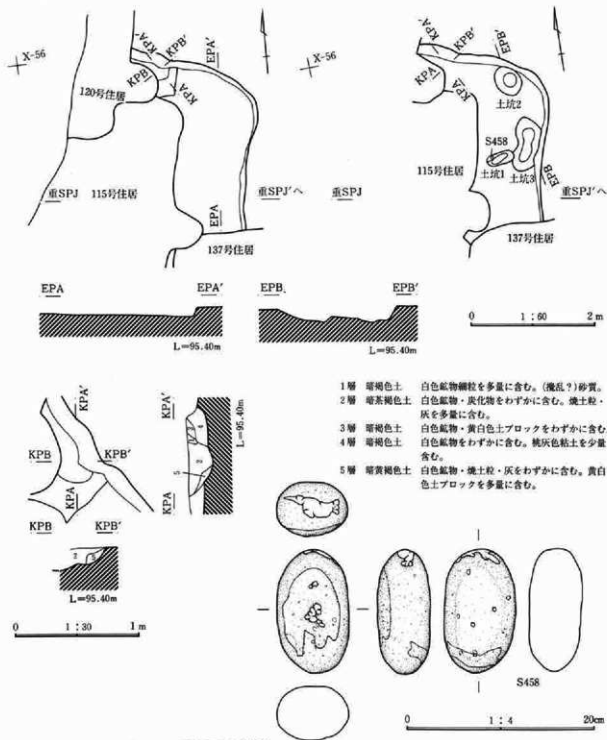 X-56
KPA'
KPB'
EPA'
KPB
KPA
120号住居
重SPJ
115号住居
EPA
重SPJ'へ
137号住居
X-56
KPA'
KPB'
EPB'
KPA
KPA
土坑2
S458
土坑1
土坑3
EPB
115号住居
重SPJ
重SPJ'へ
137号住居
EPA
EPA'
L=95.40m
EPB
EPB'
L=95.40m
0 1:60 2m
1層 暗褐色土 白色鉱物細粒を多量に含む。(攪乱?)砂質。
2層 暗茶褐色土 白色鉱物・炭化物をわずかに含む。焼土粒・
灰を多量に含む。
3層 暗褐色土 白色鉱物・黄白色土ブロックをわずかに含む。
4層 暗褐色土 白色鉱物をわずかに含む。桃灰色粘土を少量
含む。
5層 暗黄褐色土 白色鉱物・焼土粒・灰をわずかに含む。黄白
色土ブロックを多量に含む。
KPA'
KPB
KPB'
KPA
KPA'
L=95.40m
4
2
5
KPA
KPB
KPB'
2
5
L=95.40m
0 1:30 1m
S458
0 1:4 20cm